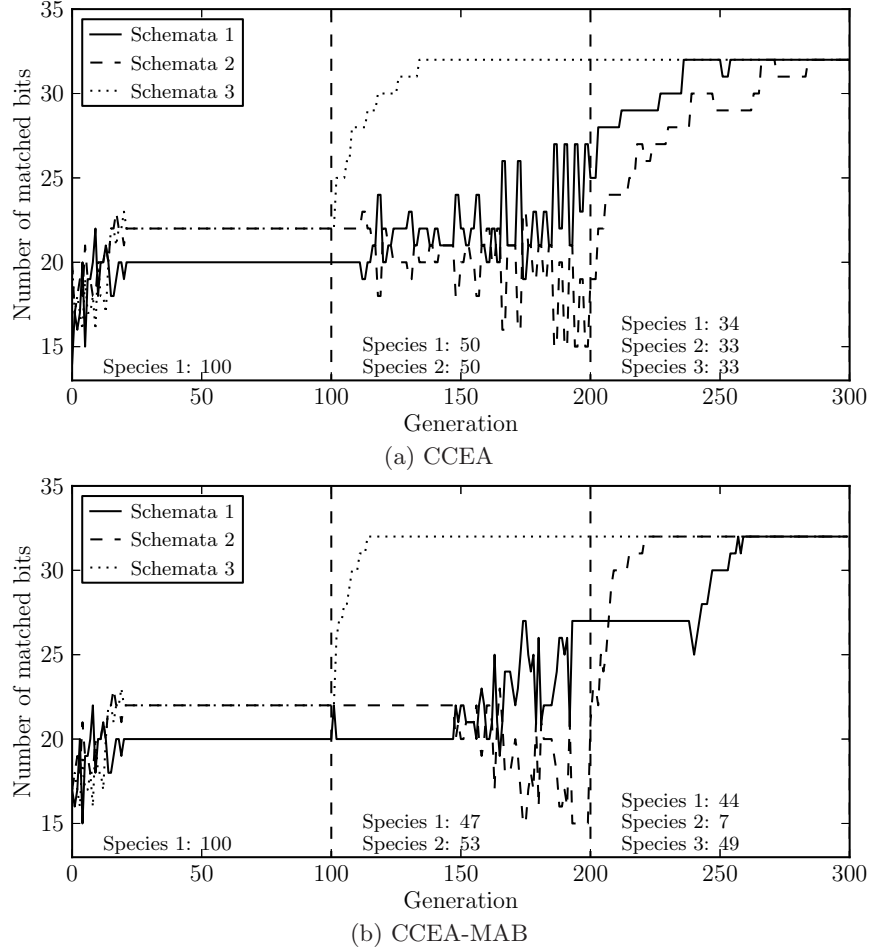 35
30
25
20
15
Number of matched bits
Schemata 1
Schemata 2
Schemata 3
Species 1: 100
Species 1: 50
Species 2: 50
Species 1: 34
Species 2: 33
Species 3: 33
0 50 100 150 200 250 300
Generation
(a) CCEA
35
30
25
20
15
Number of matched bits
Schemata 1
Schemata 2
Schemata 3
Species 1: 100
Species 1: 47
Species 2: 53
Species 1: 44
Species 2: 7
Species 3: 49
0 50 100 150 200 250 300
Generation
(b) CCEA-MAB